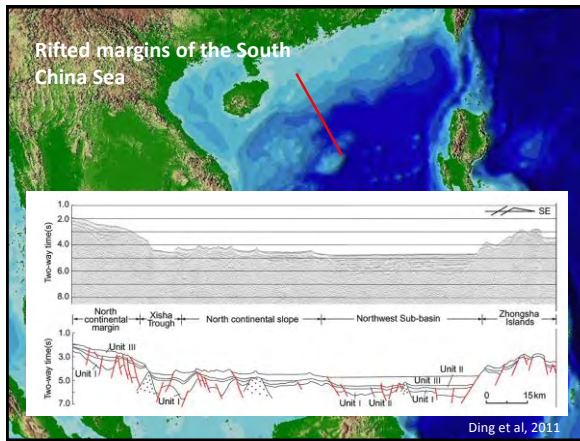 Rifted margins of the South
China Sea
1.0
2.0
4.0
6.0
8.0
Two-way time(s)
SE
North
continental
margin
Xisha
Trough
North continental slope
Northwest Sub-basin
Zhongsha
Islands
1.0
3.0
5.0
7.0
Two-way time(s)
Unit III
Unit I
Unit I
Unit I
Unit II
Unit I
Unit III
Unit II
0 15km
Ding et al, 2011